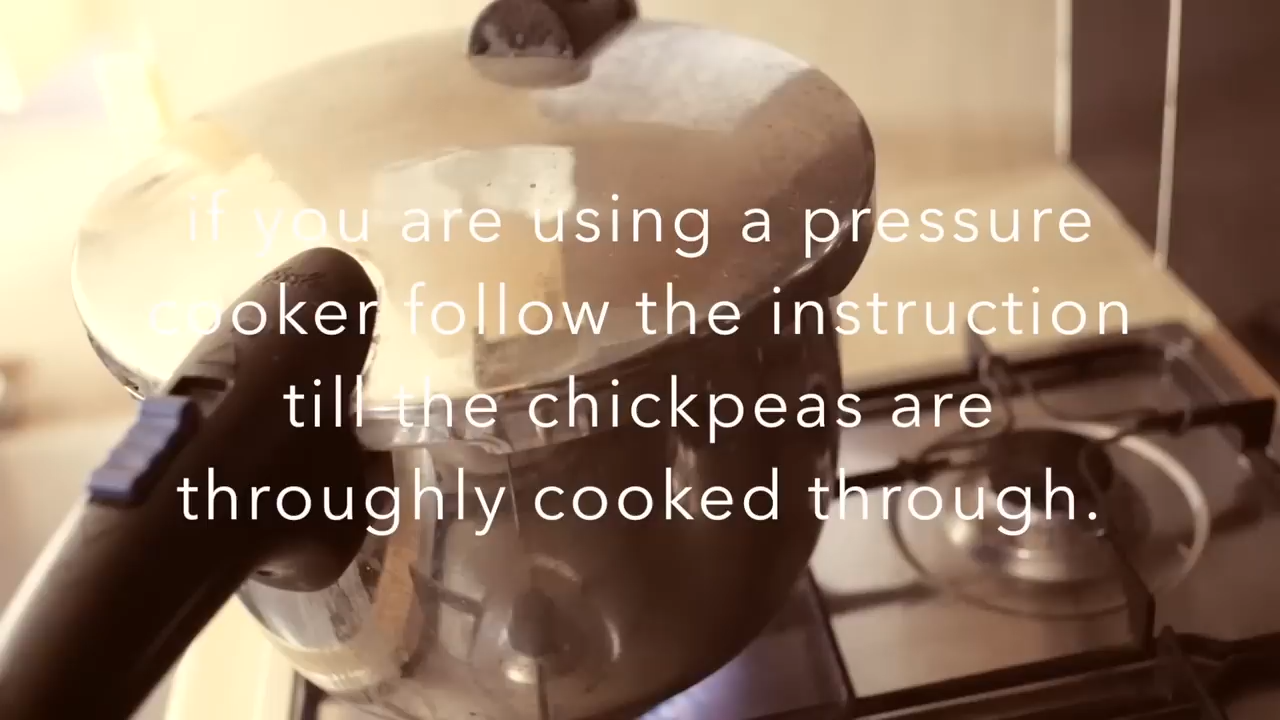 if you are using a pressure
cooker follow the instruction
till the chickpeas are
throughly cooked through.